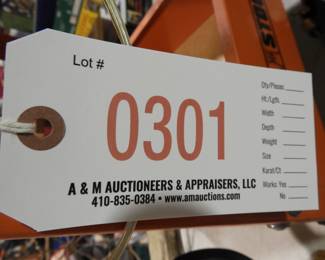 Lot #
0301
A & M AUCTIONEERS & APPRAISERS, LLC
410-835-0384 • www.amauctions.com
Qty/Pieces:
Ht./Lgth.
Width
Depth
Weight
Size
Karat/Ct
Marks: Yes
No